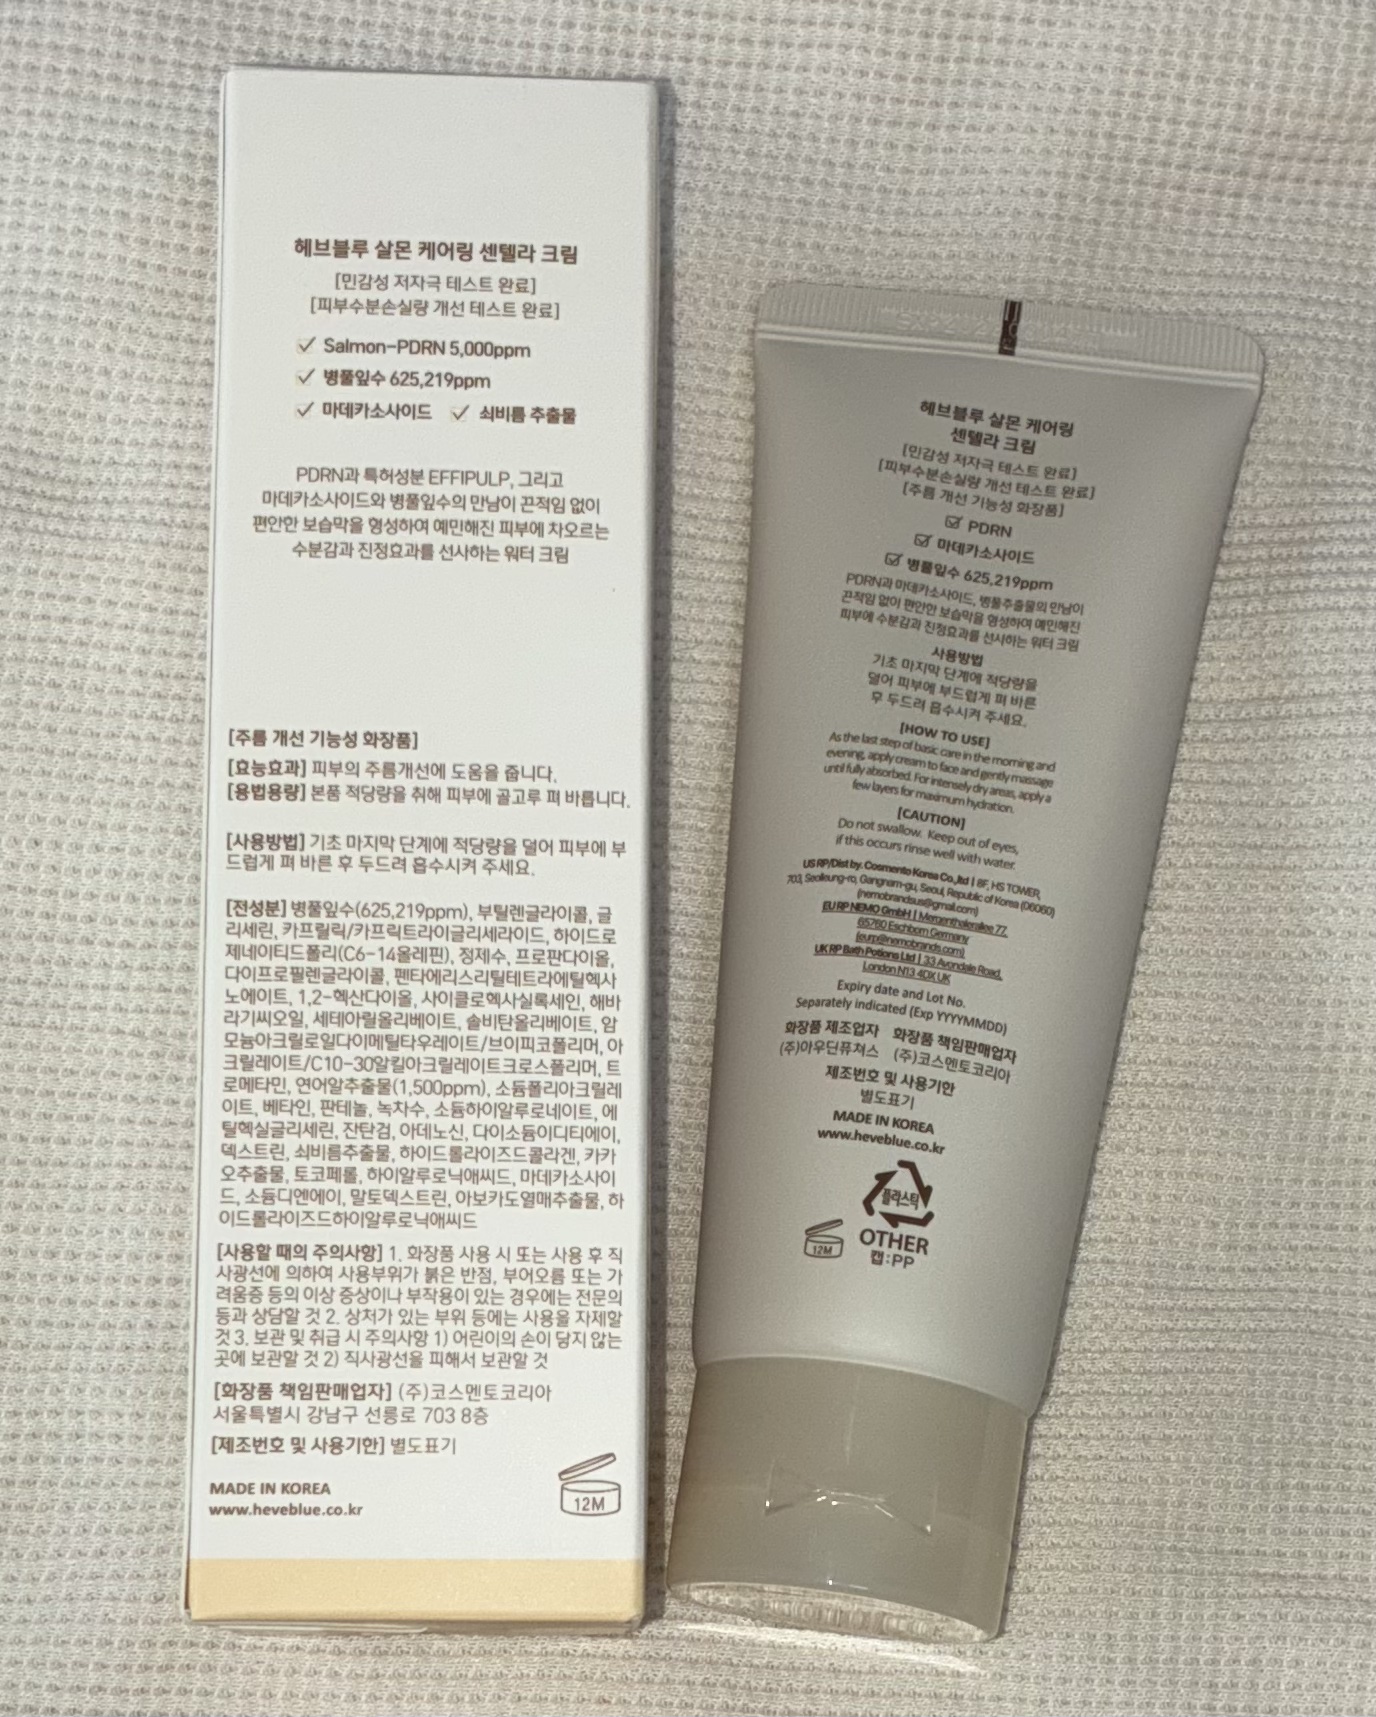 헤브블루 살몬 케어링 센텔라 크림
[민감성 저자극 테스트 완료]
[피부수분손실량 개선 테스트 완료]
Salmon-PDRN 5,000ppm
병풀잎수 625,219ppm
마데카소사이드 쇠비름 추출물
PDRN과 특허성분 EFFIPULP, 그리고
마데카소사이드와 병풀잎수의 만남이 끈적임 없이
편안한 보습막을 형성하여 예민해진 피부에 차오르는
수분감과 진정효과를 선사하는 워터 크림
[주름 개선 기능성 화장품]
[효능효과] 피부의 주름개선에 도움을 줍니다.
[용법용량] 본품 적당량을 취해 피부에 골고루 펴 바릅니다.
[사용방법] 기초 마지막 단계에 적당량을 덜어 피부에 부
드럽게 펴 바른 후 두드려 흡수시켜 주세요.
[전성분] 병풀잎수(625,219ppm), 부틸렌글라이콜, 글
리세린, 카프릴릭/카프릭트라이글리세라이드, 하이드로
제네이티드폴리(C6-14올레핀), 정제수, 프로판다이올,
다이프로필렌글라이콜, 펜타에리스리틸테트라에틸헥사
노에이트, 1,2-헥산다이올, 사이클로헥사실록세인, 해바
라기씨오일, 세테아릴올리베이트, 솔비탄올리베이트, 암
모늄아크릴로일다이메틸타우레이트/브이피코폴리머, 아
크릴레이트/C10-30알킬아크릴레이트크로스폴리머, 트
로메타민, 연어알추출물(1,500ppm), 소듐폴리아크릴레
이트, 베타인, 판테놀, 녹차수, 소듐하이알루로네이트, 에
틸헥실글리세린, 잔탄검, 아데노신, 다이소듐이디티에이,
덱스트린, 쇠비름추출물, 하이드롤라이즈드콜라겐, 카카
오추출물, 토코페롤, 하이알루로닉애씨드, 마데카소사이
드, 소듐디엔에이, 말토덱스트린, 아보카도열매추출물, 하
이드롤라이즈드하이알루로닉애씨드
[사용할 때의 주의사항] 1. 화장품 사용 시 또는 사용 후 직
사광선에 의하여 사용부위가 붉은 반점, 부어오름 또는 가
려움증 등의 이상 증상이나 부작용이 있는 경우에는 전문의
등과 상담할 것 2. 상처가 있는 부위 등에는 사용을 자제할
것 3. 보관 및 취급 시 주의사항 1) 어린이의 손이 닿지 않는
곳에 보관할 것 2) 직사광선을 피해서 보관할 것
[화장품 책임판매업자] (주)코스멘토코리아
서울특별시 강남구 선릉로 703 8층
[제조번호 및 사용기한] 별도표기
MADE IN KOREA
www.heveblue.co.kr
12M
헤브블루 살몬 케어링
센텔라 크림
[민감성 저자극 테스트 완료]
[피부수분손실량 개선 테스트 완료]
[주름 개선 기능성 화장품]
PDRN
마데카소사이드
병풀잎수 625,219ppm
PDRN과 마데카소사이드, 병풀추출물의 만남이
끈적임 없이 편안한 보습막을 형성하여 예민해진
피부에 수분감과 진정효과를 선사하는 워터 크림
사용방법
기초 마지막 단계에 적당량을
덜어 피부에 부드럽게 펴 바른
후 두드려 흡수시켜 주세요.
[HOW TO USE]
As the last step of basic care in the morning and
evening, apply cream to face and gently massage
until fully absorbed. For intensely dry areas, apply a
few layers for maximum hydration.
[CAUTION]
Do not swallow. Keep out of eyes,
if this occurs rinse well with water.
US RP/Dist by. Cosmento Korea Co.,ltd | 8F, HS TOWER,
703, Seolleung-ro, Gangnam-gu, Seoul, Republic of Korea (06060)
(nemobrandsus@gmail.com)
EU RP NEMO GmbH | Mergenthalerallee 77,
65760 Eschborn Germany
(eurp@nemobrands.com)
UK RP Bath Potions Ltd | 33 Avondale Road,
London N13 4DX UK
Expiry date and Lot No.
Separately indicated (Exp YYYYMMDD)
화장품 제조업자 화장품 책임판매업자
(주)아우딘퓨쳐스 (주)코스멘토코리아
제조번호 및 사용기한
별도표기
MADE IN KOREA
www.heveblue.co.kr
플라스틱
12M
OTHER
캡:PP